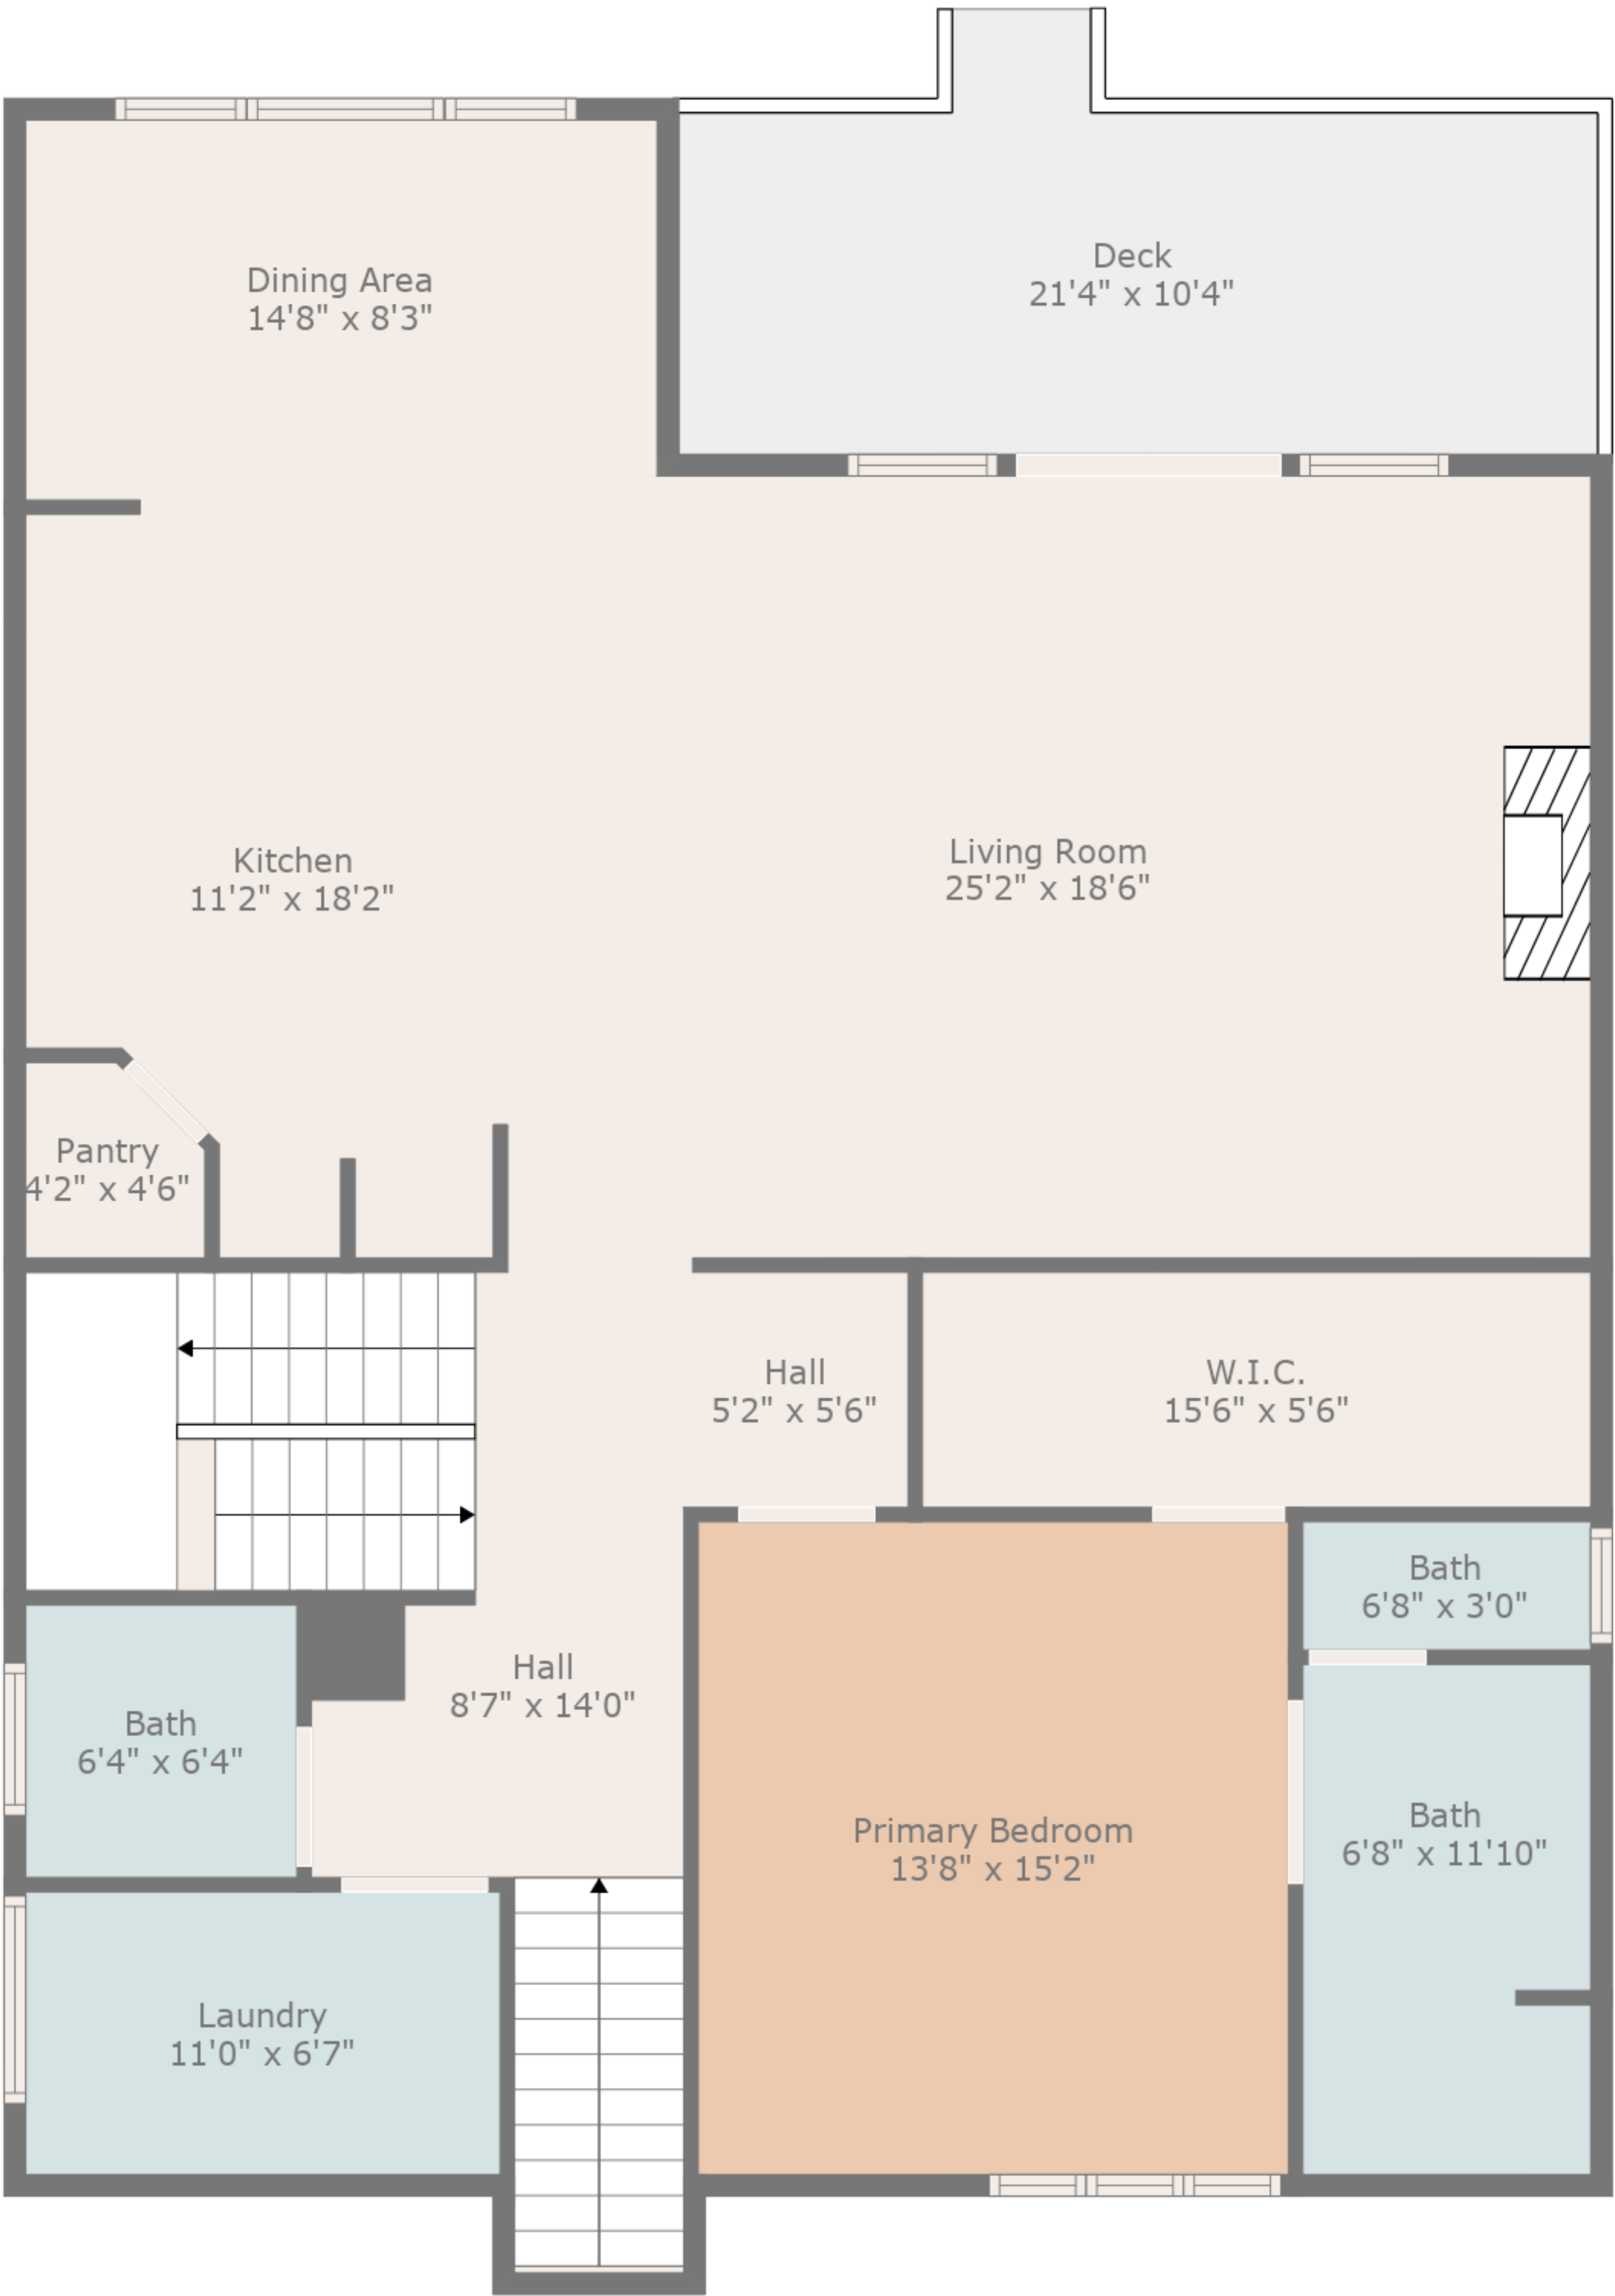 Deck
21'4" x 10'4"
Dining Area
14'8" x 8'3"
Living Room
25'2" x 18'6"
Kitchen
11'2" x 18'2"
Pantry
4'2" x 4'6"
Hall
5'2" x 5'6"
W.I.C.
15'6" x 5'6"
Bath
6'8" x 3'0"
Hall
8'7" x 14'0"
Bath
6'4" x 6'4"
Primary Bedroom
13'8" x 15'2"
Bath
6'8" x 11'10"
Laundry
11'0" x 6'7"